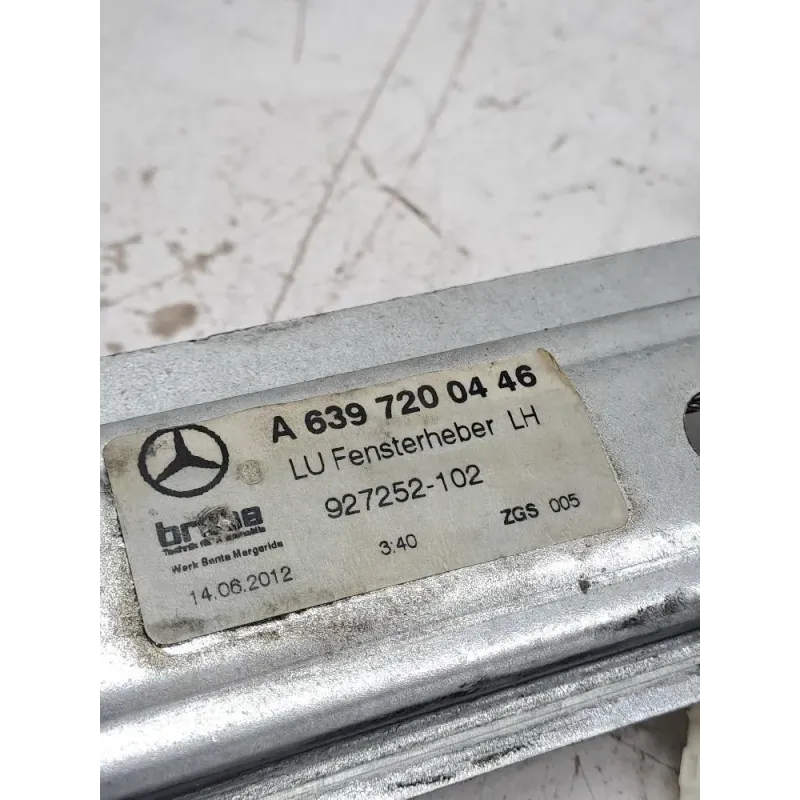 A 639 720 04 46
LU Fensterheber LH
927252-102
ZGS 005
3:40
Werk Santa Margarida
14.06.2012